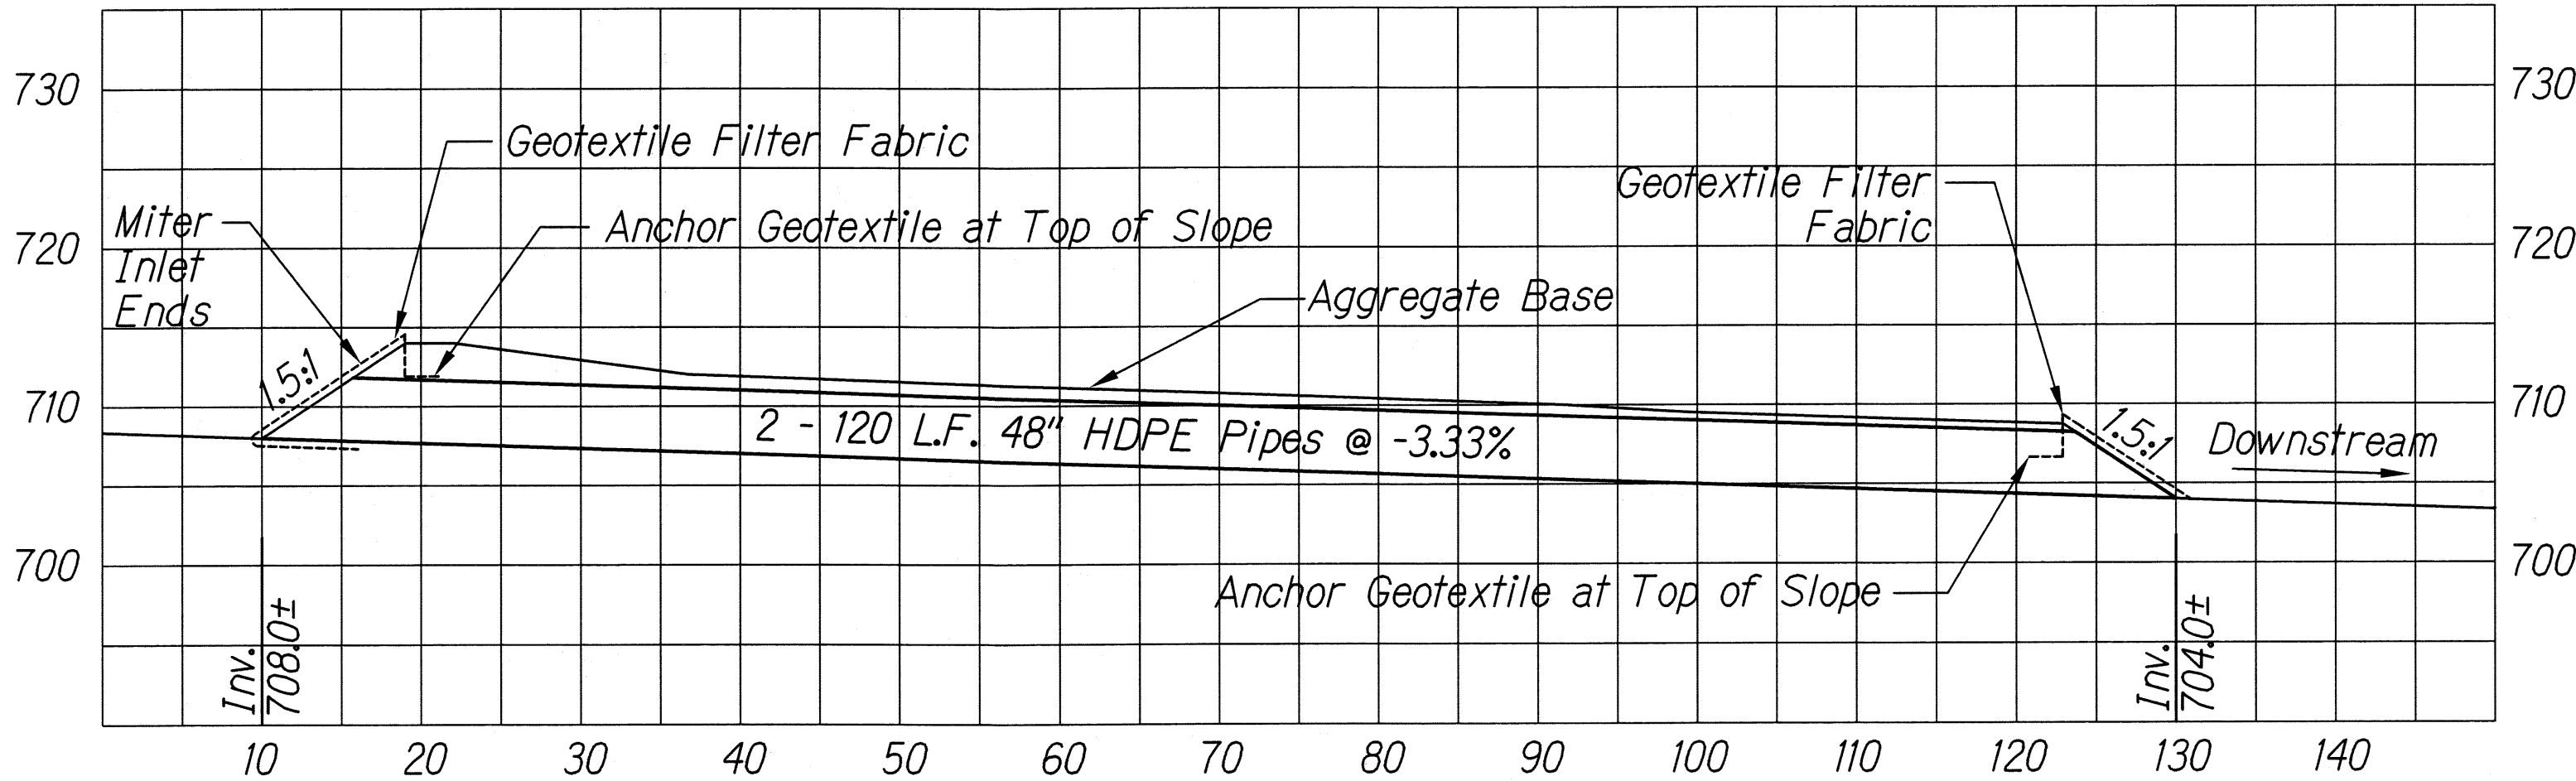 730
730
Geotextile Filter Fabric
Geotextile Filter
Fabric
Miter
Inlet
Ends
Anchor Geotextile at Top of Slope
720
720
Aggregate Base
1.5:1
710
710
2 - 120 L.F. 48" HDPE Pipes @ -3.33%
1.5:1
Downstream
700
700
Anchor Geotextile at Top of Slope
Inv.
708.0±
Inv.
704.0±
10 20 30 40 50 60 70 80 90 100 110 120 130 140